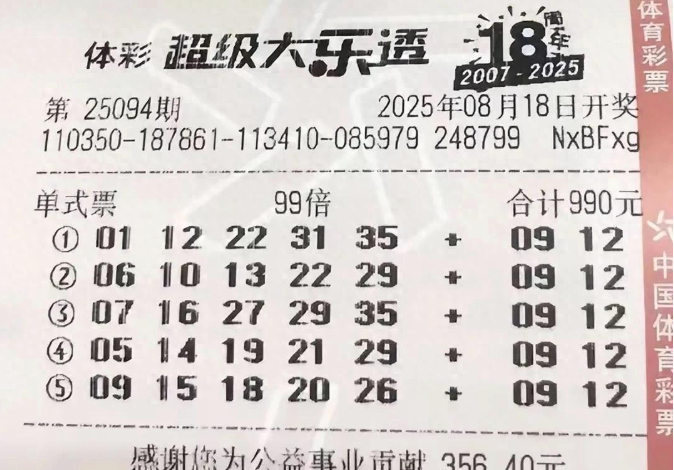 体彩 超级大乐透 18周年
2007-2025
第 25094期 2025年08月18日开奖
110350-187861-113410-085979 248799 NxBFxg
单式票 99倍 合计990元
① 01 12 22 31 35 + 09 12
② 06 10 13 22 29 + 09 12
③ 07 16 27 29 35 + 09 12
④ 05 14 19 21 29 + 09 12
⑤ 09 15 18 20 26 + 09 12
感谢您为公益事业贡献 356.40元
体育彩票
中国体育彩票